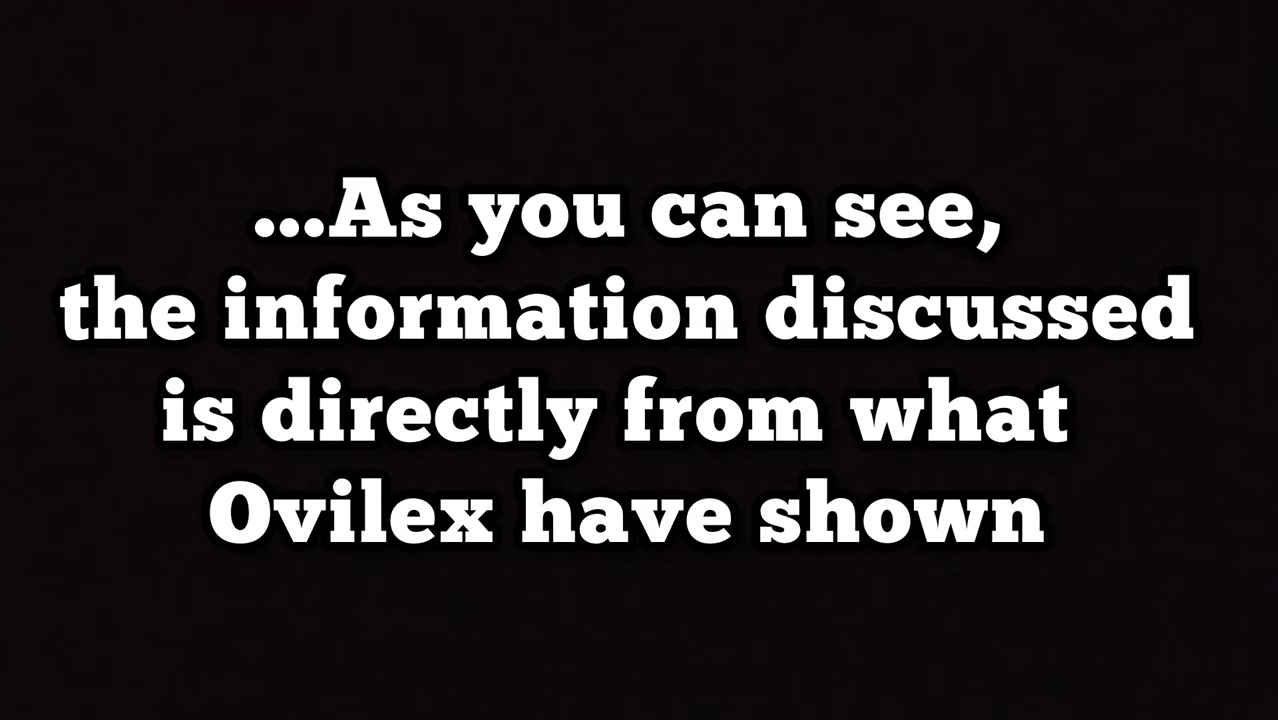 ...As you can see,
the information discussed
is directly from what
Ovilex have shown